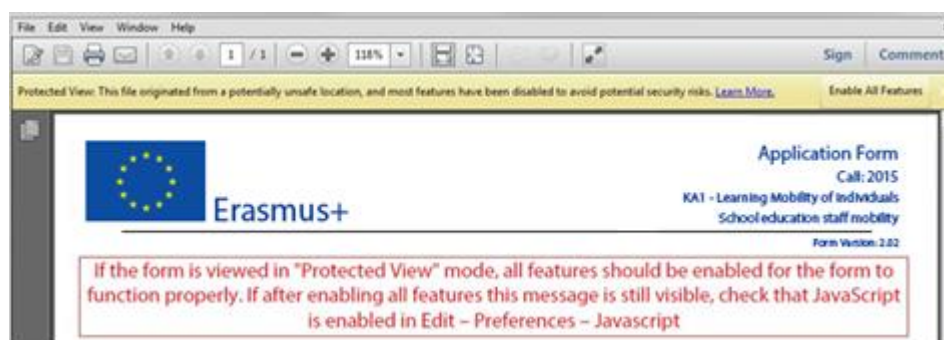 File Edit View Window Help
1 / 1 118% Sign Comment
Protected View: This file originated from a potentially unsafe location, and most features have been disabled to avoid potential security risks. Learn More. Enable All Features
Application Form
Call: 2015
Erasmus+
KA1 - Learning Mobility of Individuals
School education staff mobility
Form Version: 2.02
If the form is viewed in "Protected View" mode, all features should be enabled for the form to
function properly. If after enabling all features this message is still visible, check that JavaScript
is enabled in Edit – Preferences – Javascript